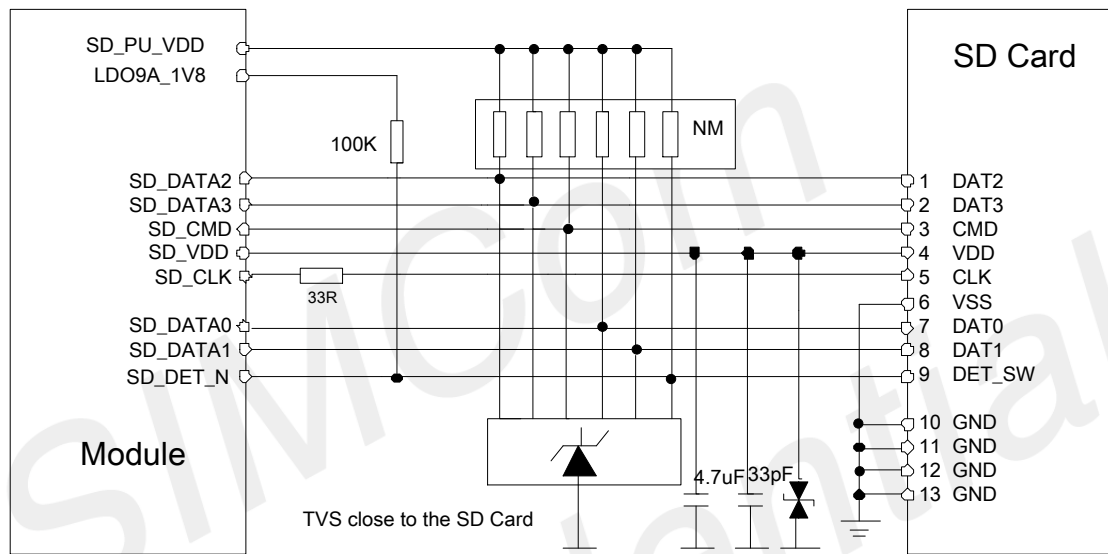 SD_PU_VDD
LDO9A_1V8
SD Card
NM
100K
SD_DATA2
1 DAT2
SD_DATA3
2 DAT3
SD_CMD
3 CMD
SD_VDD
4 VDD
SD_CLK
5 CLK
33R
6 VSS
SD_DATA0
7 DAT0
SD_DATA1
8 DAT1
SD_DET_N
9 DET_SW
10 GND
11 GND
12 GND
13 GND
Module
4.7uF
33pF
TVS close to the SD Card
SIMCom